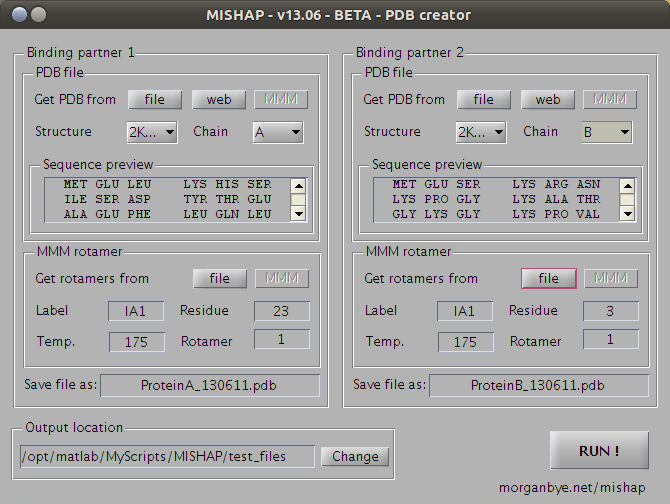 MISHAP - v13.06 - BETA - PDB creator
Binding partner 1
PDB file
Get PDB from file web MMM
Structure 2K... Chain A
Sequence preview
MET GLU LEU LYS HIS SER
ILE SER ASP TYR THR GLU
ALA GLU PHE LEU GLN LEU
MMM rotamer
Get rotamers from file MMM
Label IA1 Residue 23
Temp. 175 Rotamer 1
Save file as: ProteinA_130611.pdb
Binding partner 2
PDB file
Get PDB from file web MMM
Structure 2K... Chain B
Sequence preview
MET GLU SER LYS ARG ASN
LYS PRO GLY LYS ALA THR
GLY LYS GLY LYS PRO VAL
MMM rotamer
Get rotamers from file MMM
Label IA1 Residue 3
Temp. 175 Rotamer 1
Save file as: ProteinB_130611.pdb
Output location
/opt/matlab/MyScripts/MISHAP/test_files Change
RUN !
morganbye.net/mishap